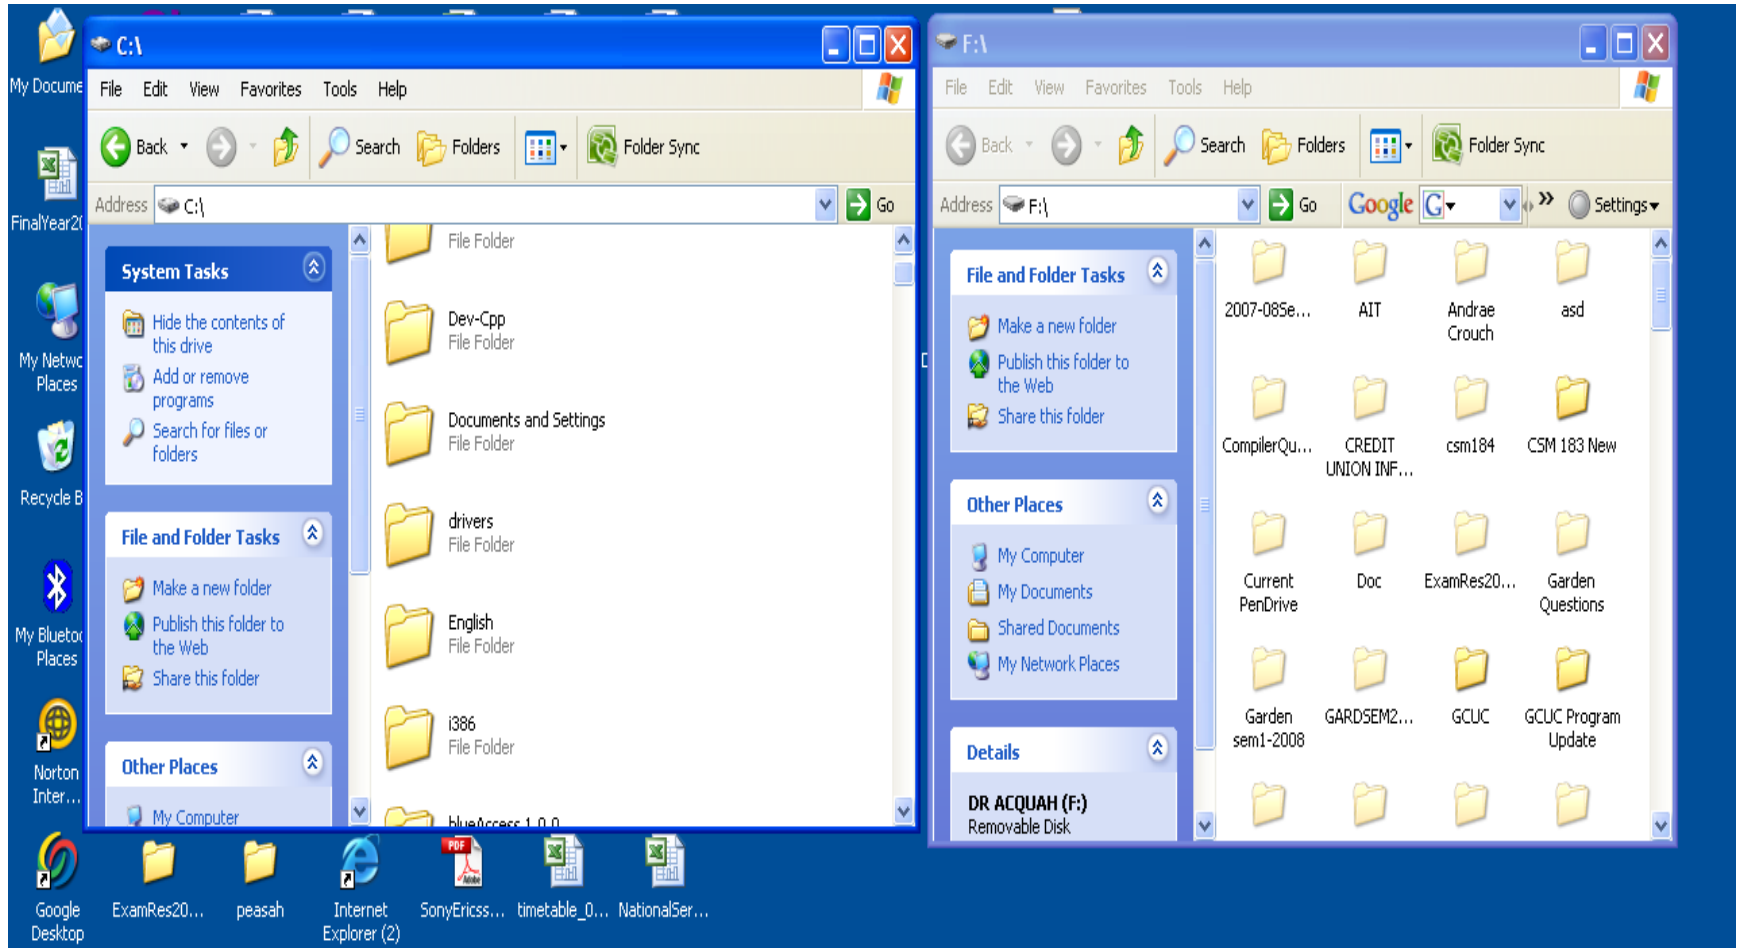 My Docume
FinalYear20
My Netwo
Places
Recycle B
My Bluetoo
Places
Norton
Inter...
Google
Desktop
ExamRes20...
peasah
Internet
Explorer (2)
SonyEricss...
timetable_0...
NationalSer...
C:\
File Edit View Favorites Tools Help
Back Search Folders Folder Sync
Address C:\ Go
System Tasks
Hide the contents of
this drive
Add or remove
programs
Search for files or
folders
File and Folder Tasks
Make a new folder
Publish this folder to
the Web
Share this folder
Other Places
My Computer
File Folder
Dev-Cpp
File Folder
Documents and Settings
File Folder
drivers
File Folder
English
File Folder
i386
File Folder
blueAccess 1.0.0
F:\
File Edit View Favorites Tools Help
Back Search Folders Folder Sync
Address F:\ Go Google G Settings
File and Folder Tasks
Make a new folder
Publish this folder to
the Web
Share this folder
Other Places
My Computer
My Documents
Shared Documents
My Network Places
Details
DR ACQUAH (F:)
Removable Disk
2007-08Se...
AIT
Andrae
Crouch
asd
CompilerQu...
CREDIT
UNION INF...
csm184
CSM 183 New
Current
PenDrive
Doc
ExamRes20...
Garden
Questions
Garden
sem1-2008
GARDSEM2...
GCUC
GCUC Program
Update